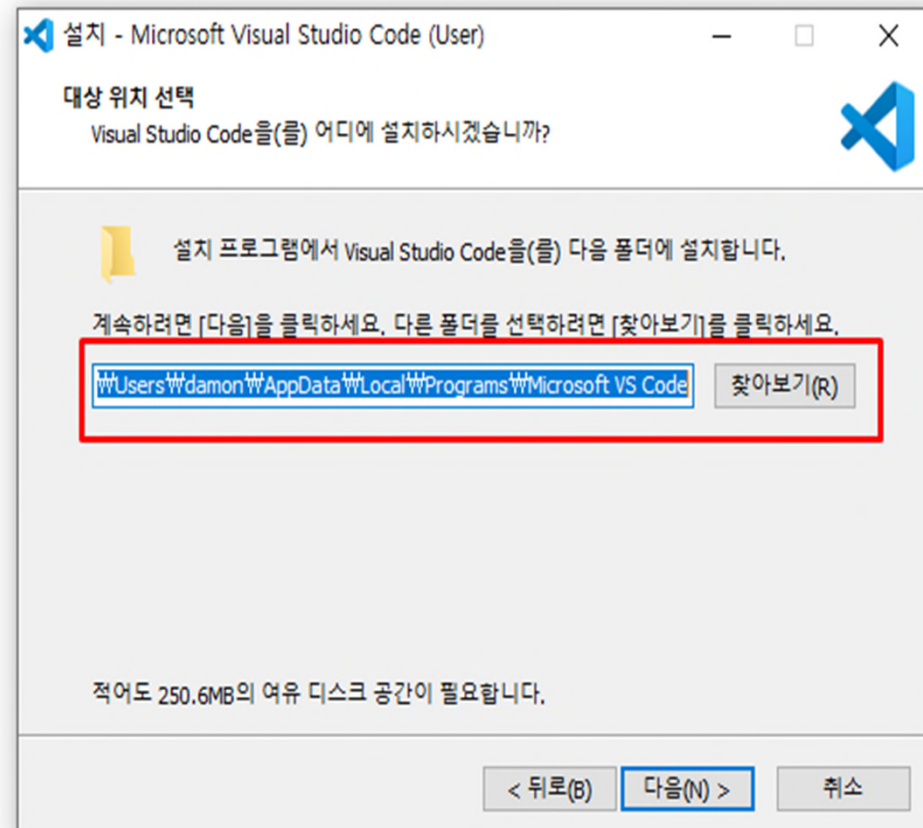 설치 - Microsoft Visual Studio Code (User)
대상 위치 선택
Visual Studio Code을(를) 어디에 설치하시겠습니까?
설치 프로그램에서 Visual Studio Code을(를) 다음 폴더에 설치합니다.
계속하려면 [다음]을 클릭하세요. 다른 폴더를 선택하려면 [찾아보기]를 클릭하세요.
₩Users₩damon₩AppData₩Local₩Programs₩Microsoft VS Code 찾아보기(R)
적어도 250.6MB의 여유 디스크 공간이 필요합니다.
< 뒤로(B) 다음(N) > 취소